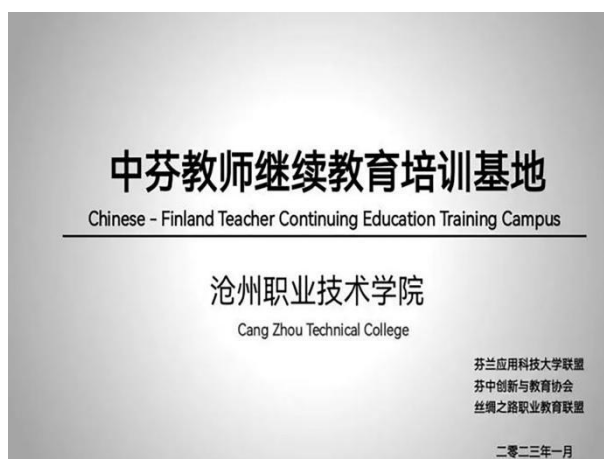 中芬教师继续教育培训基地
Chinese - Finland Teacher Continuing Education Training Campus
沧州职业技术学院
Cang Zhou Technical College
芬兰应用科技大学联盟
芬中创新与教育协会
丝绸之路职业教育联盟
二零二三年一月